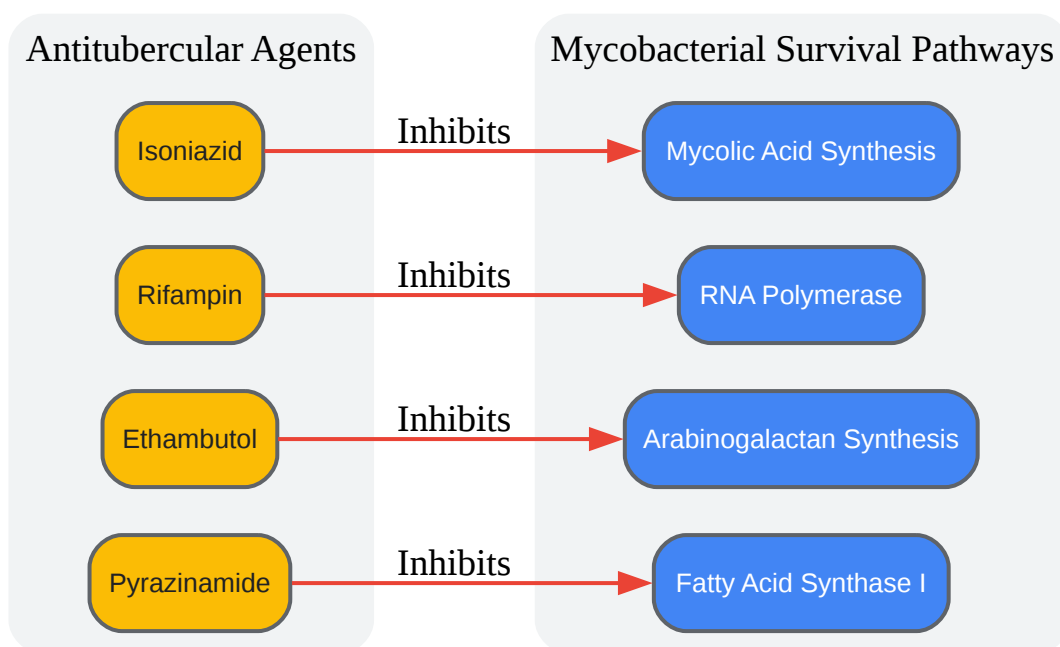 Antitubercular Agents
Mycobacterial Survival Pathways
Isoniazid
Inhibits
Mycolic Acid Synthesis
Rifampin
Inhibits
RNA Polymerase
Ethambutol
Inhibits
Arabinogalactan Synthesis
Pyrazinamide
Inhibits
Fatty Acid Synthase I